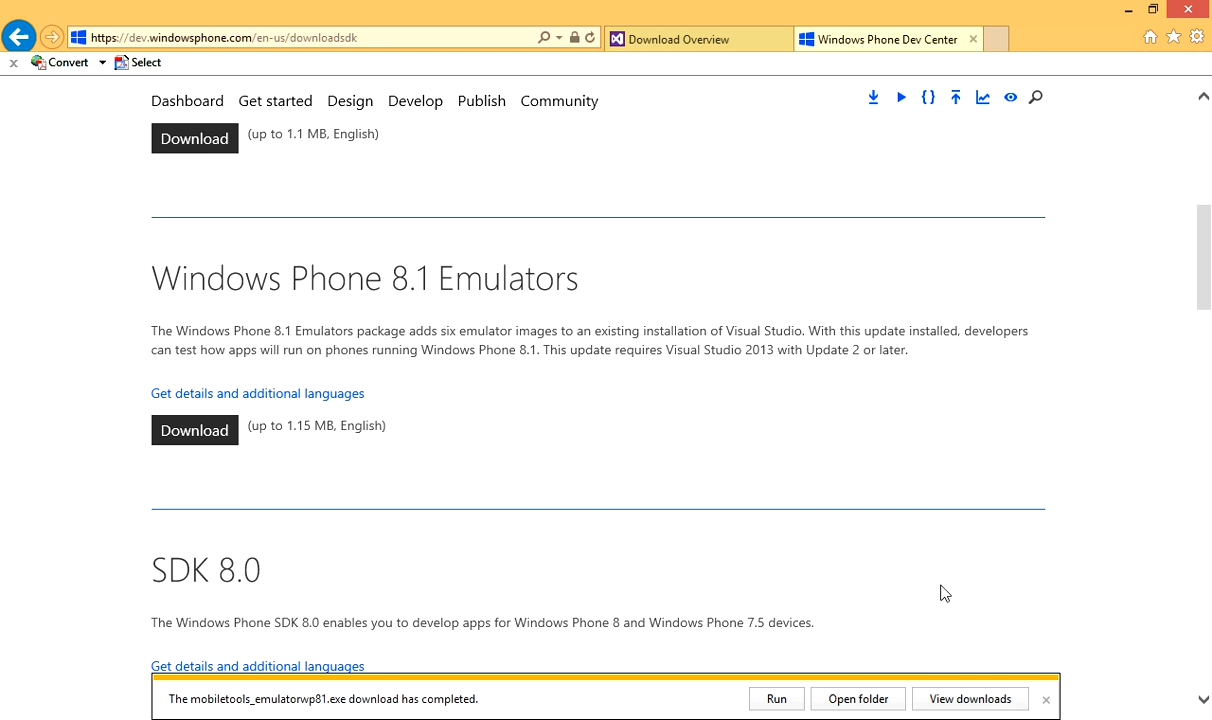 https://dev.windowsphone.com/en-us/downloadsdk
Download Overview
Windows Phone Dev Center
Convert
Select
Dashboard Get started Design Develop Publish Community
Download (up to 1.1 MB, English)
Windows Phone 8.1 Emulators
The Windows Phone 8.1 Emulators package adds six emulator images to an existing installation of Visual Studio. With this update installed, developers
can test how apps will run on phones running Windows Phone 8.1. This update requires Visual Studio 2013 with Update 2 or later.
Get details and additional languages
Download (up to 1.15 MB, English)
SDK 8.0
The Windows Phone SDK 8.0 enables you to develop apps for Windows Phone 8 and Windows Phone 7.5 devices.
Get details and additional languages
The mobiletools_emulatorwp81.exe download has completed. Run Open folder View downloads